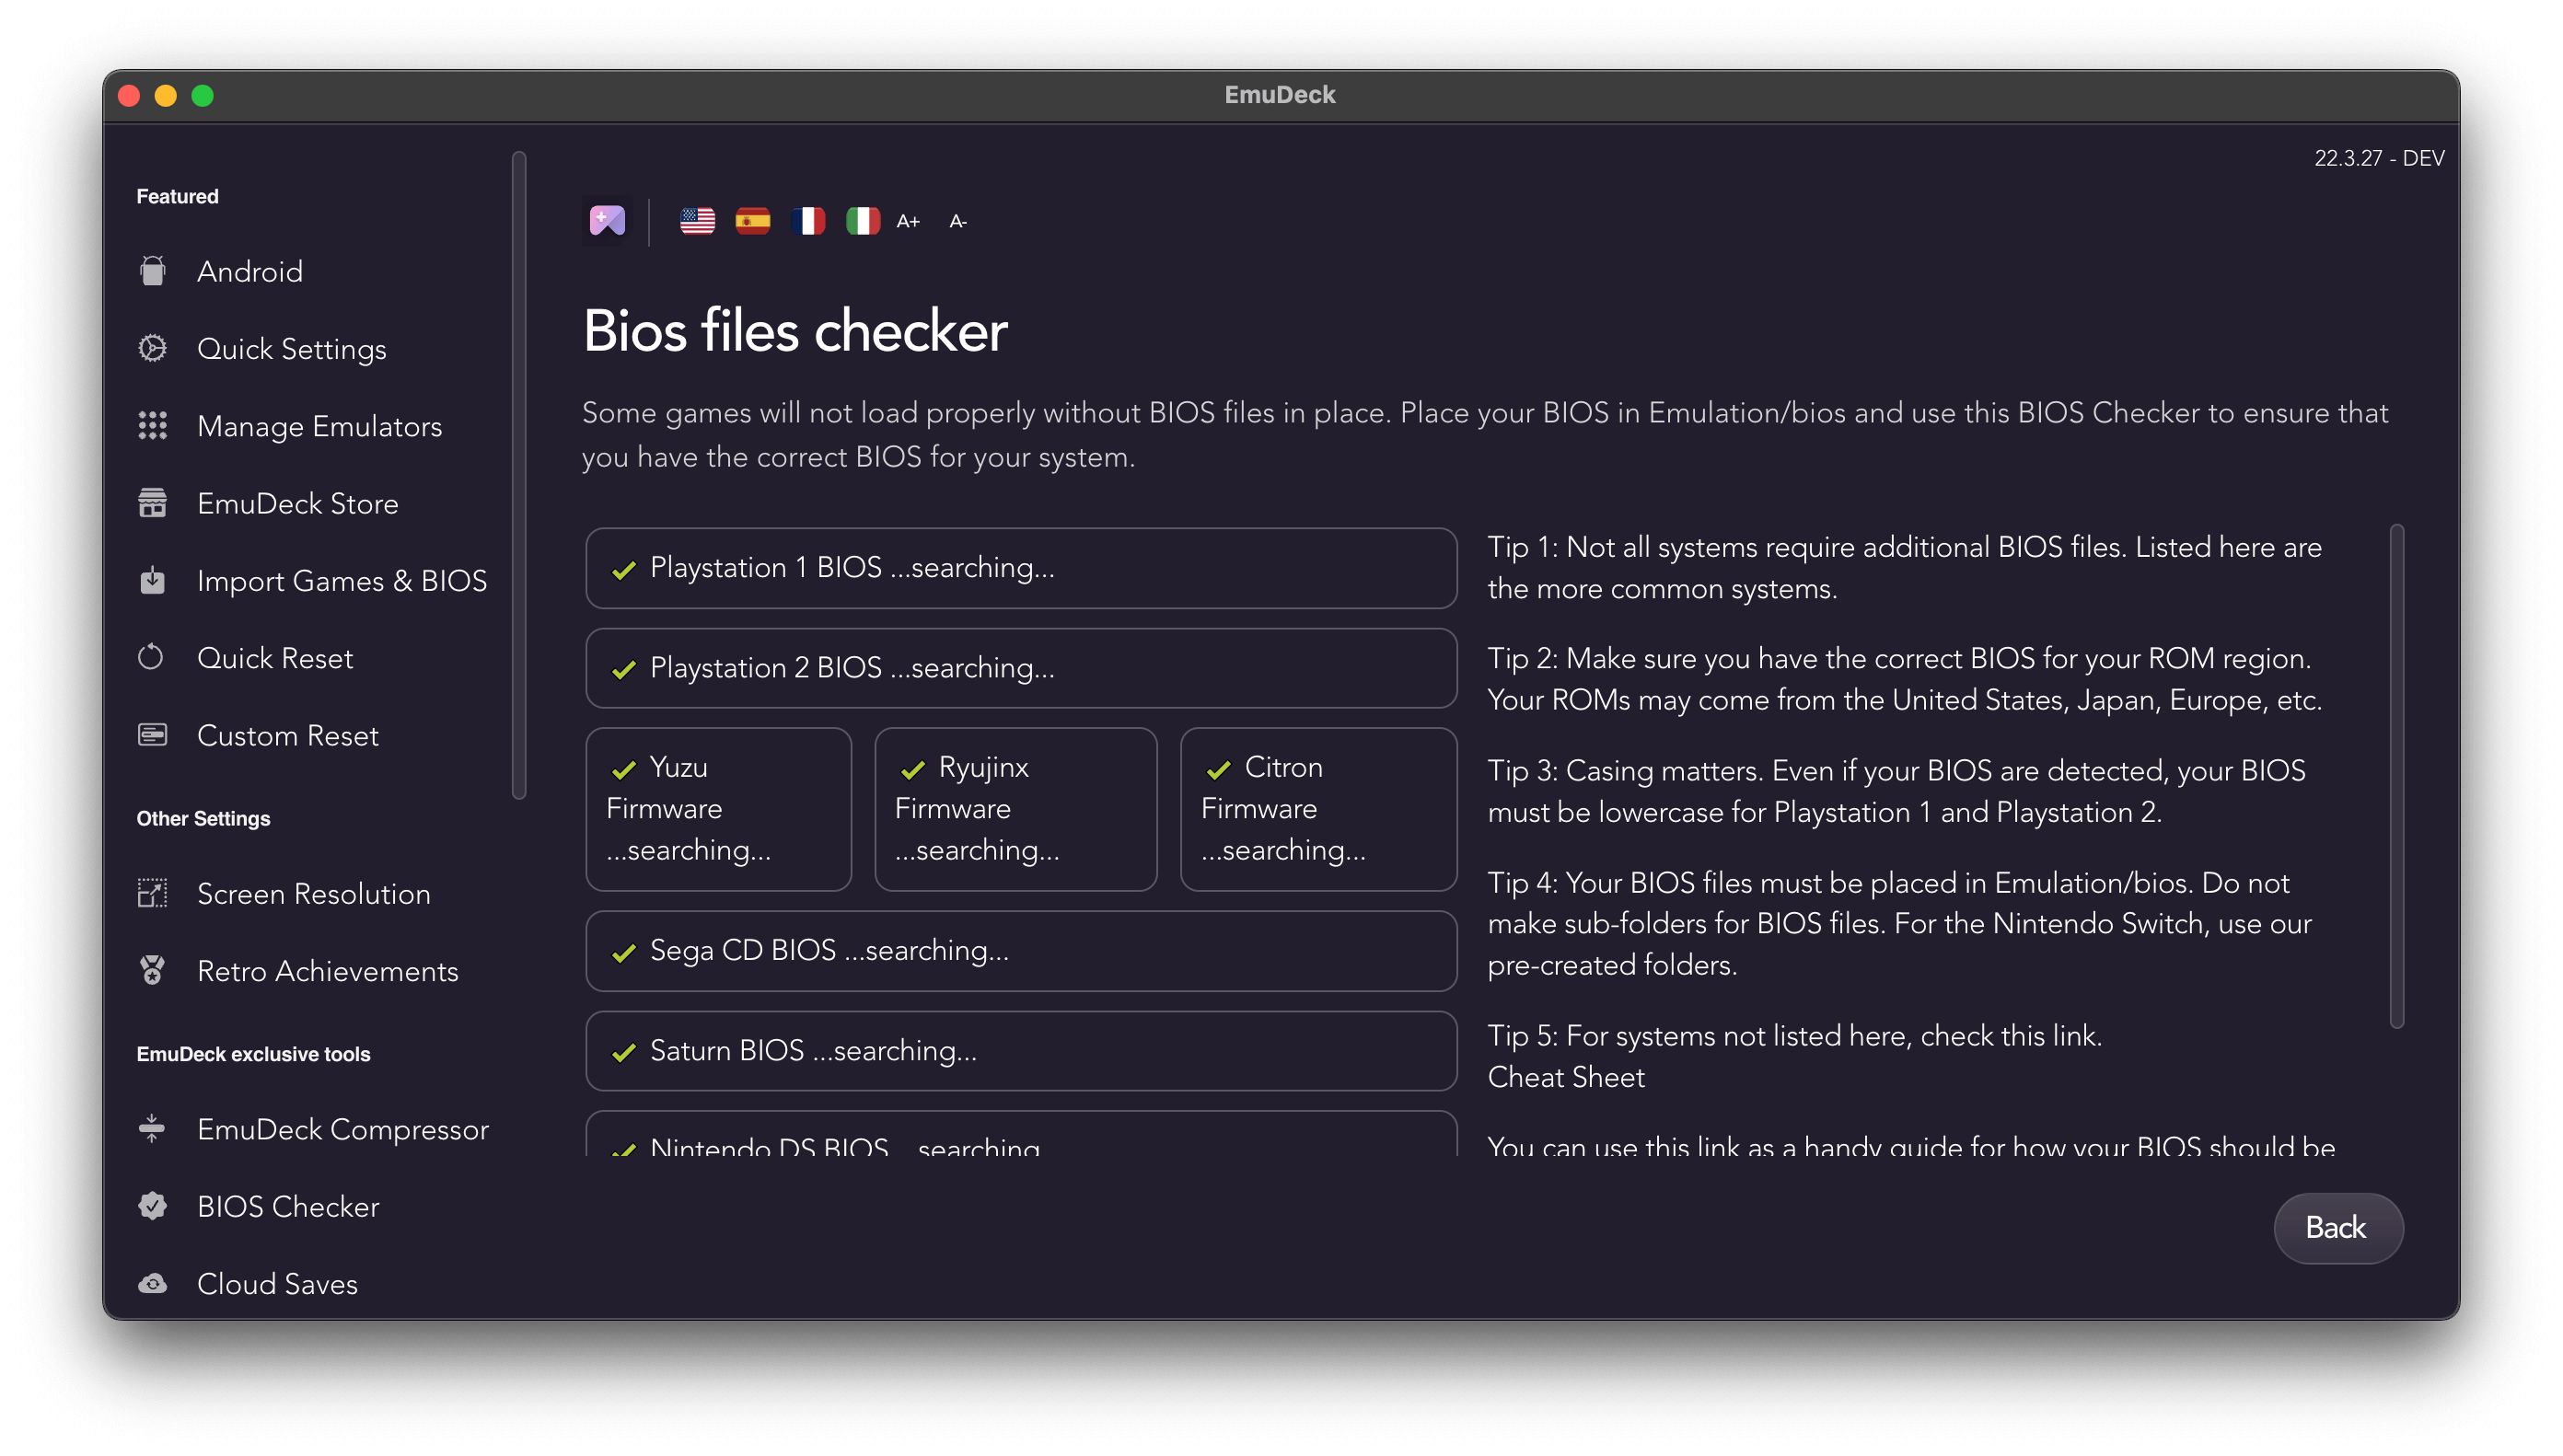 EmuDeck
22.3.27 - DEV
Featured
Android
Quick Settings
Manage Emulators
EmuDeck Store
Import Games & BIOS
Quick Reset
Custom Reset
Other Settings
Screen Resolution
Retro Achievements
EmuDeck exclusive tools
EmuDeck Compressor
BIOS Checker
Cloud Saves
A+ A-
Bios files checker
Some games will not load properly without BIOS files in place. Place your BIOS in Emulation/bios and use this BIOS Checker to ensure that
you have the correct BIOS for your system.
Playstation 1 BIOS ...searching...
Playstation 2 BIOS ...searching...
Yuzu
Firmware
...searching...
Ryujinx
Firmware
...searching...
Citron
Firmware
...searching...
Sega CD BIOS ...searching...
Saturn BIOS ...searching...
Nintendo DS BIOS ...searching...
Tip 1: Not all systems require additional BIOS files. Listed here are
the more common systems.
Tip 2: Make sure you have the correct BIOS for your ROM region.
Your ROMs may come from the United States, Japan, Europe, etc.
Tip 3: Casing matters. Even if your BIOS are detected, your BIOS
must be lowercase for Playstation 1 and Playstation 2.
Tip 4: Your BIOS files must be placed in Emulation/bios. Do not
make sub-folders for BIOS files. For the Nintendo Switch, use our
pre-created folders.
Tip 5: For systems not listed here, check this link.
Cheat Sheet
You can use this link as a handy guide for how your BIOS should be
Back